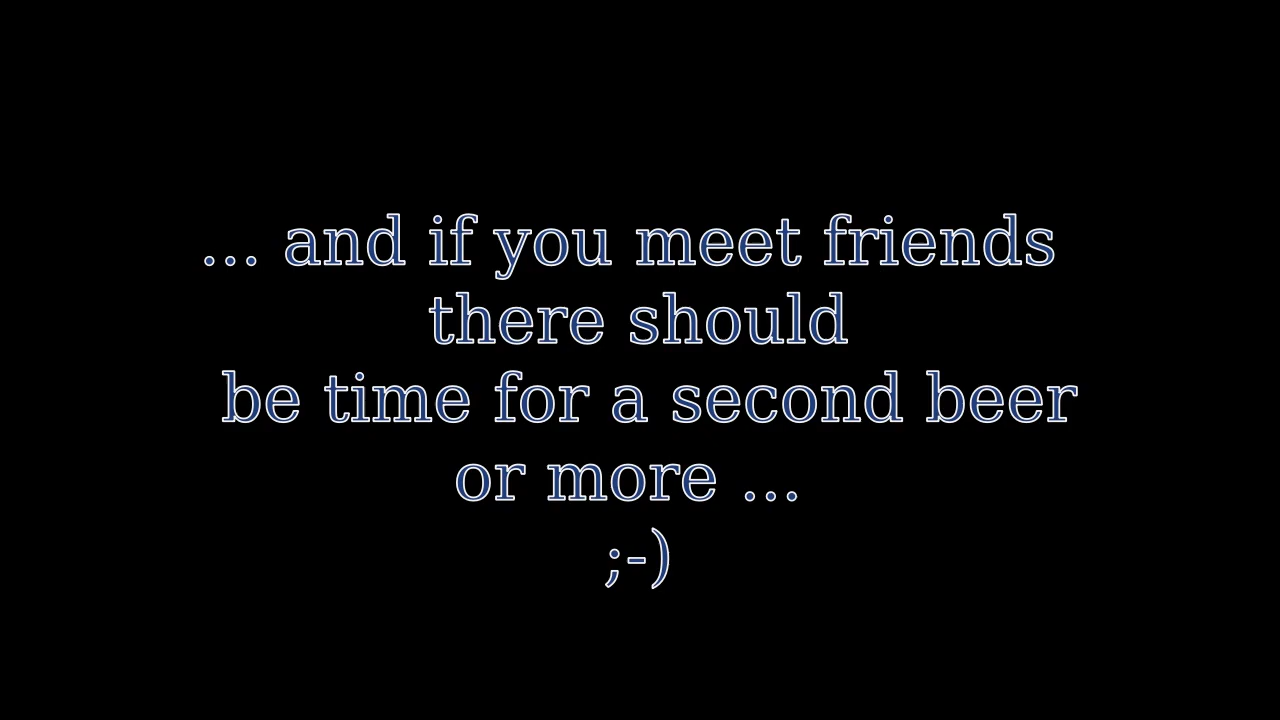 ... and if you meet friends
there should
be time for a second beer
or more ...
;-)